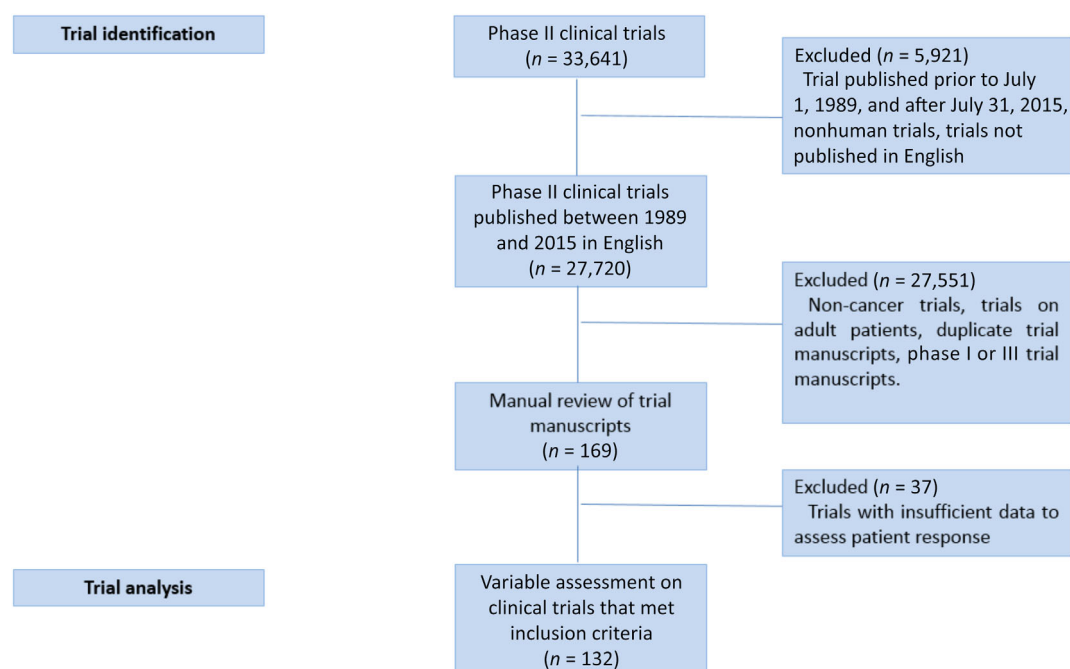 Trial identification
Phase II clinical trials
(n = 33,641)
Excluded (n = 5,921)
Trial published prior to July
1, 1989, and after July 31, 2015,
nonhuman trials, trials not
published in English
Phase II clinical trials
published between 1989
and 2015 in English
(n = 27,720)
Excluded (n = 27,551)
Non-cancer trials, trials on
adult patients, duplicate trial
manuscripts, phase I or III trial
manuscripts.
Manual review of trial
manuscripts
(n = 169)
Excluded (n = 37)
Trials with insufficient data to
assess patient response
Trial analysis
Variable assessment on
clinical trials that met
inclusion criteria
(n = 132)